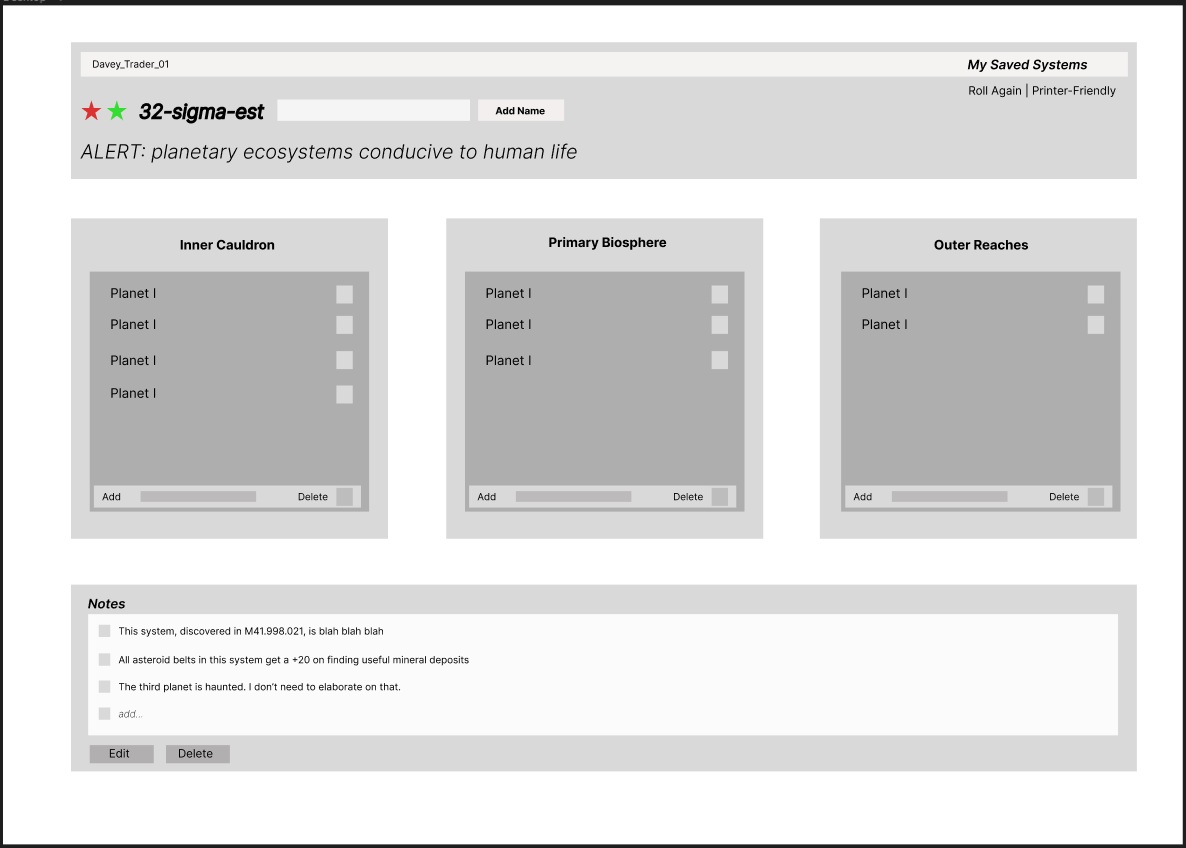 Davey_Trader_01
My Saved Systems
Roll Again | Printer-Friendly
32-sigma-est
Add Name
ALERT: planetary ecosystems conducive to human life
Inner Cauldron
Planet I
Planet I
Planet I
Planet I
Add
Delete
Primary Biosphere
Planet I
Planet I
Planet I
Add
Delete
Outer Reaches
Planet I
Planet I
Add
Delete
Notes
This system, discovered in M41.998.021, is blah blah blah
All asteroid belts in this system get a +20 on finding useful mineral deposits
The third planet is haunted. I don't need to elaborate on that.
add...
Edit
Delete